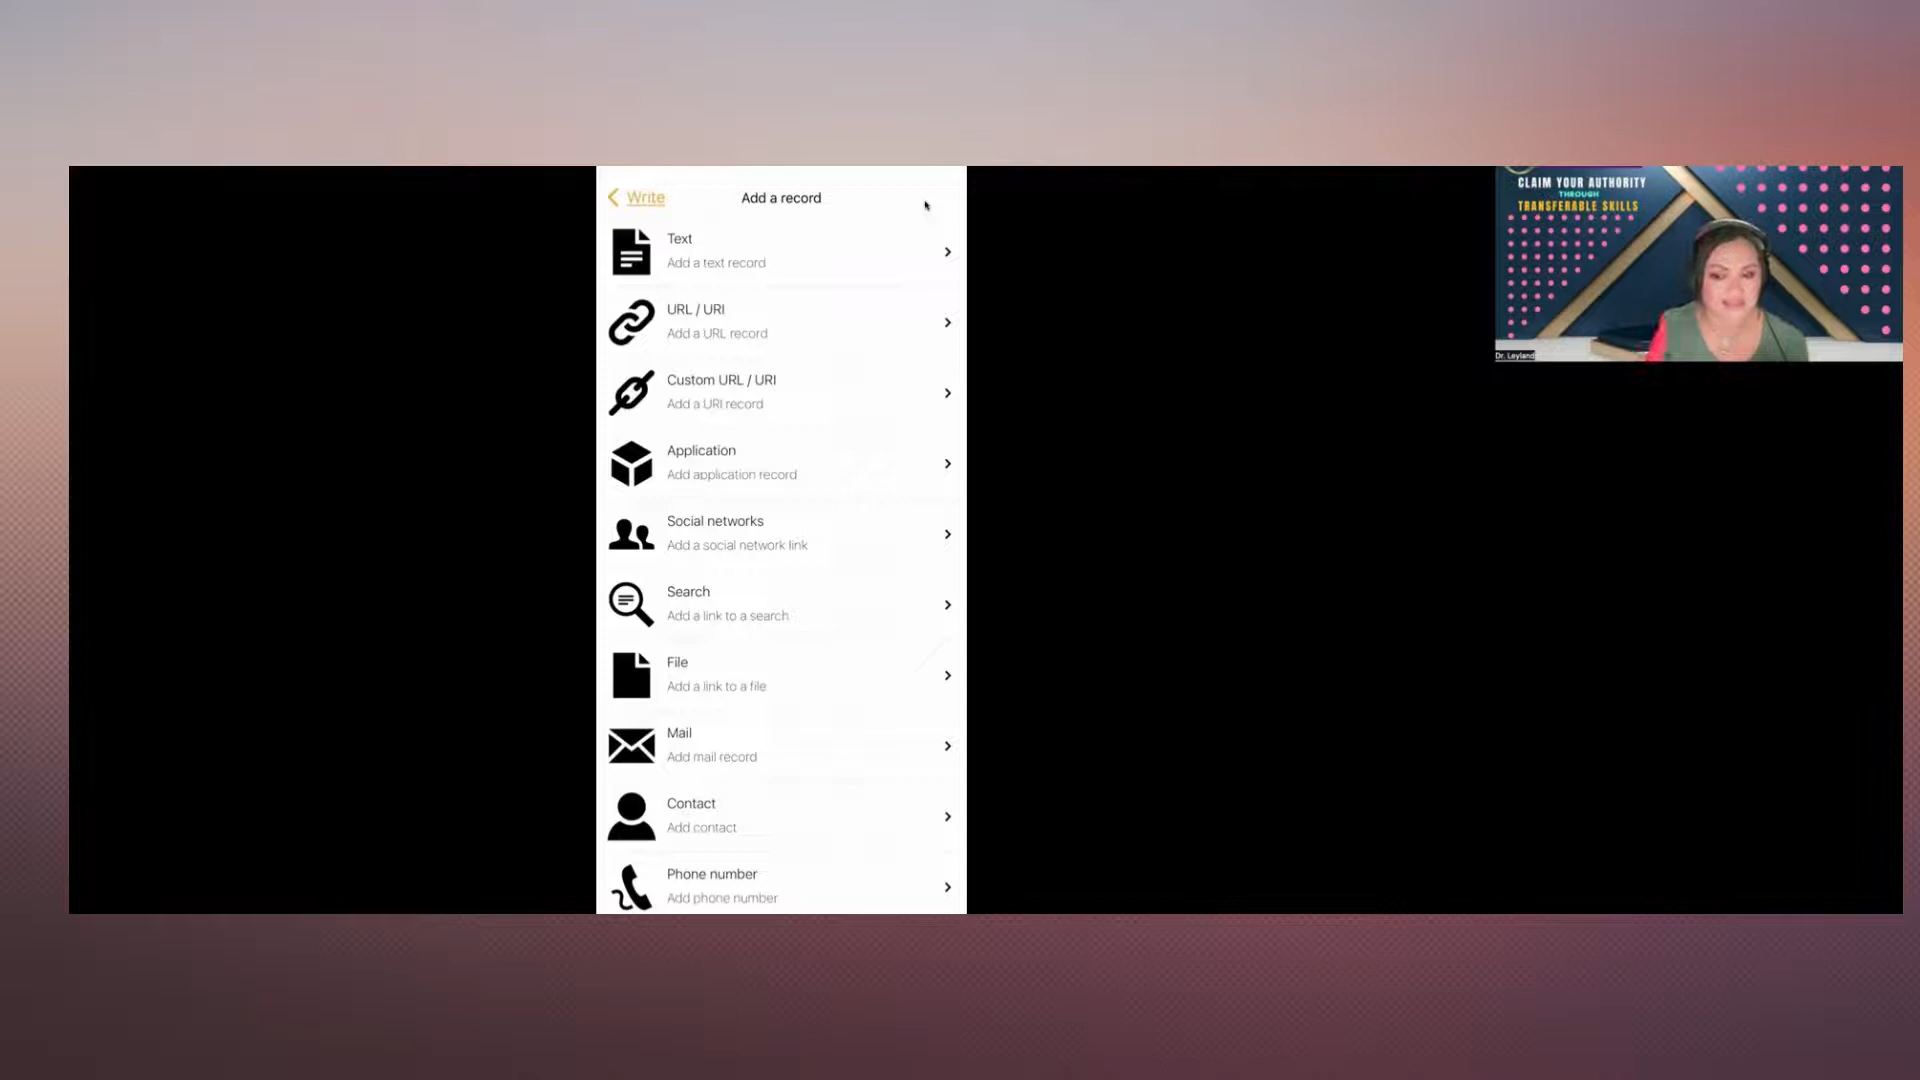 Write
Add a record
Text
Add a text record
URL / URI
Add a URL record
Custom URL / URI
Add a URI record
Application
Add application record
Social networks
Add a social network link
Search
Add a link to a search
File
Add a link to a file
Mail
Add mail record
Contact
Add contact
Phone number
Add phone number
CLAIM YOUR AUTHORITY
THROUGH
TRANSFERABLE SKILLS
Dr. Leyland